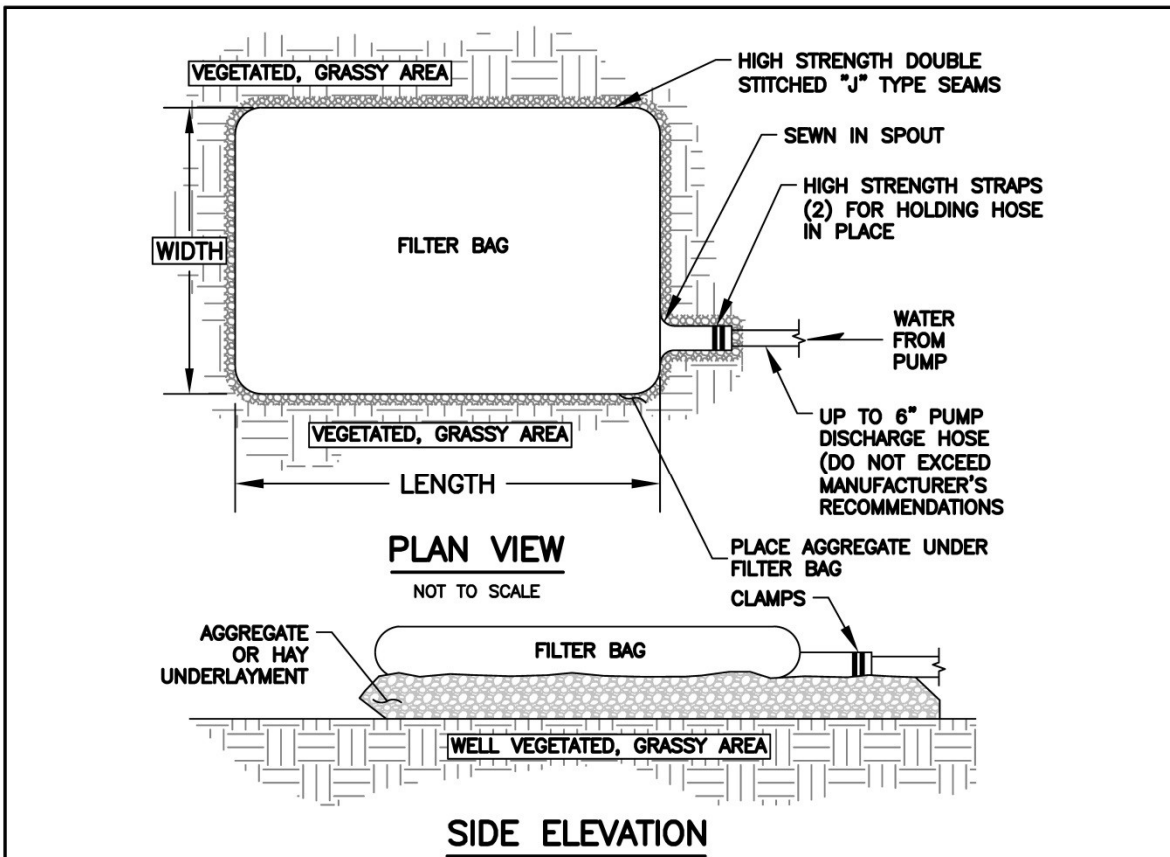 VEGETATED, GRASSY AREA
HIGH STRENGTH DOUBLE
STITCHED "J" TYPE SEAMS
SEWN IN SPOUT
HIGH STRENGTH STRAPS
(2) FOR HOLDING HOSE
IN PLACE
WIDTH
FILTER BAG
WATER
FROM
PUMP
UP TO 6" PUMP
DISCHARGE HOSE
(DO NOT EXCEED
MANUFACTURER'S
RECOMMENDATIONS
VEGETATED, GRASSY AREA
LENGTH
PLAN VIEW
NOT TO SCALE
PLACE AGGREGATE UNDER
FILTER BAG
CLAMPS
AGGREGATE
OR HAY
UNDERLAYMENT
FILTER BAG
WELL VEGETATED, GRASSY AREA
SIDE ELEVATION